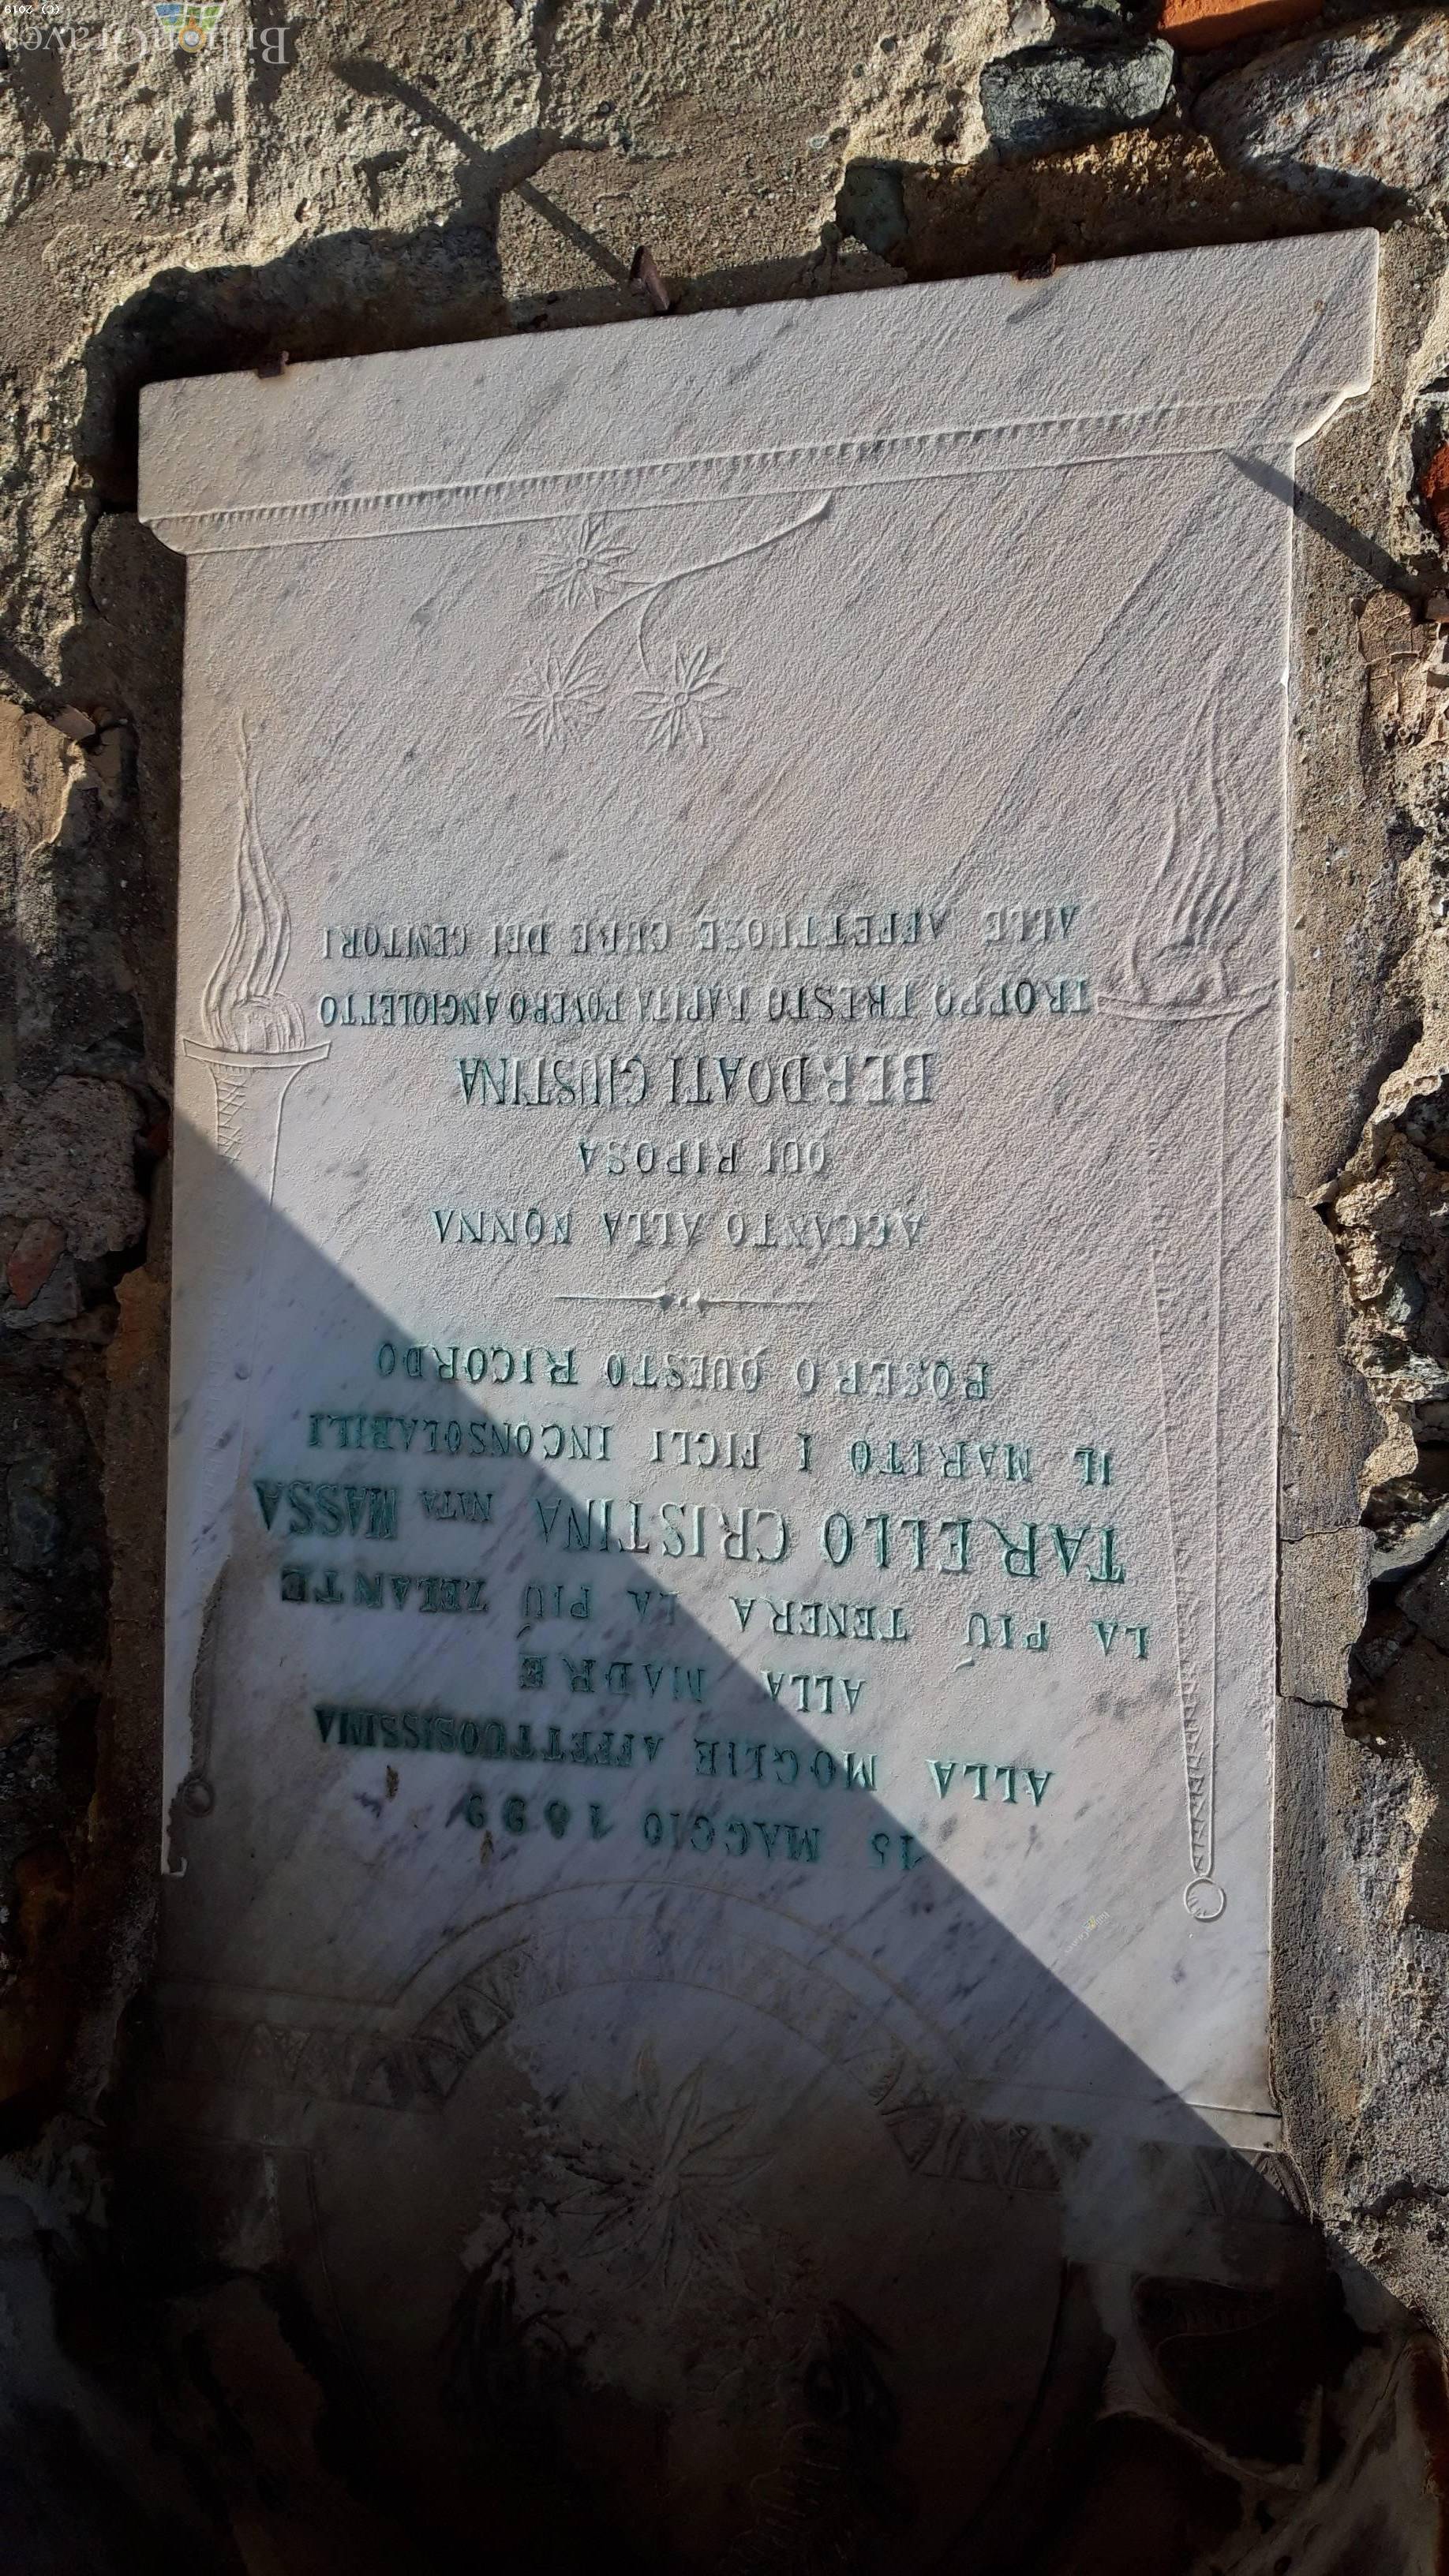 15 MAGGIO 1899
ALLA MOGLIE AFFETTUOSISSIMA
ALLA MADRE
LA PIÚ TENERA LA PIÚ ZELANTE
TARELLO CRISTINA NATA MASSA
IL MARITO I FIGLI INCONSOLABILI
POSERO QUESTO RICORDO
ACCANTO ALLA NONNA
QUI RIPOSA
BERDOATI GIUSTINA
TROPPO PRESTO RAPITA POVERO ANGIOLETTO
ALLE AFFETTUOSE CURE DEI GENITORI
BillionGraves
(C) 2019